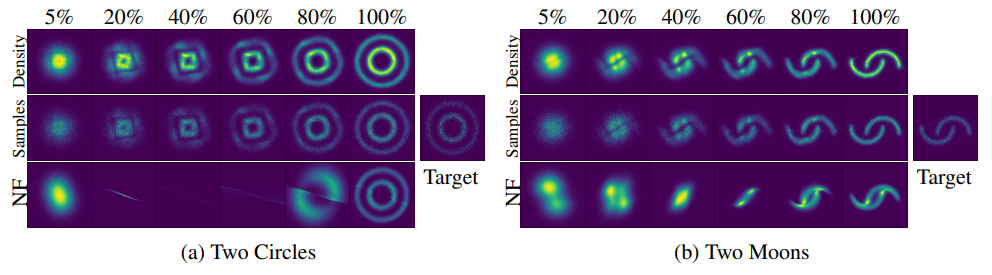 5% 20% 40% 60% 80% 100%
Density
Samples
NF
Target
(a) Two Circles
5% 20% 40% 60% 80% 100%
Density
Samples
NF
Target
(b) Two Moons